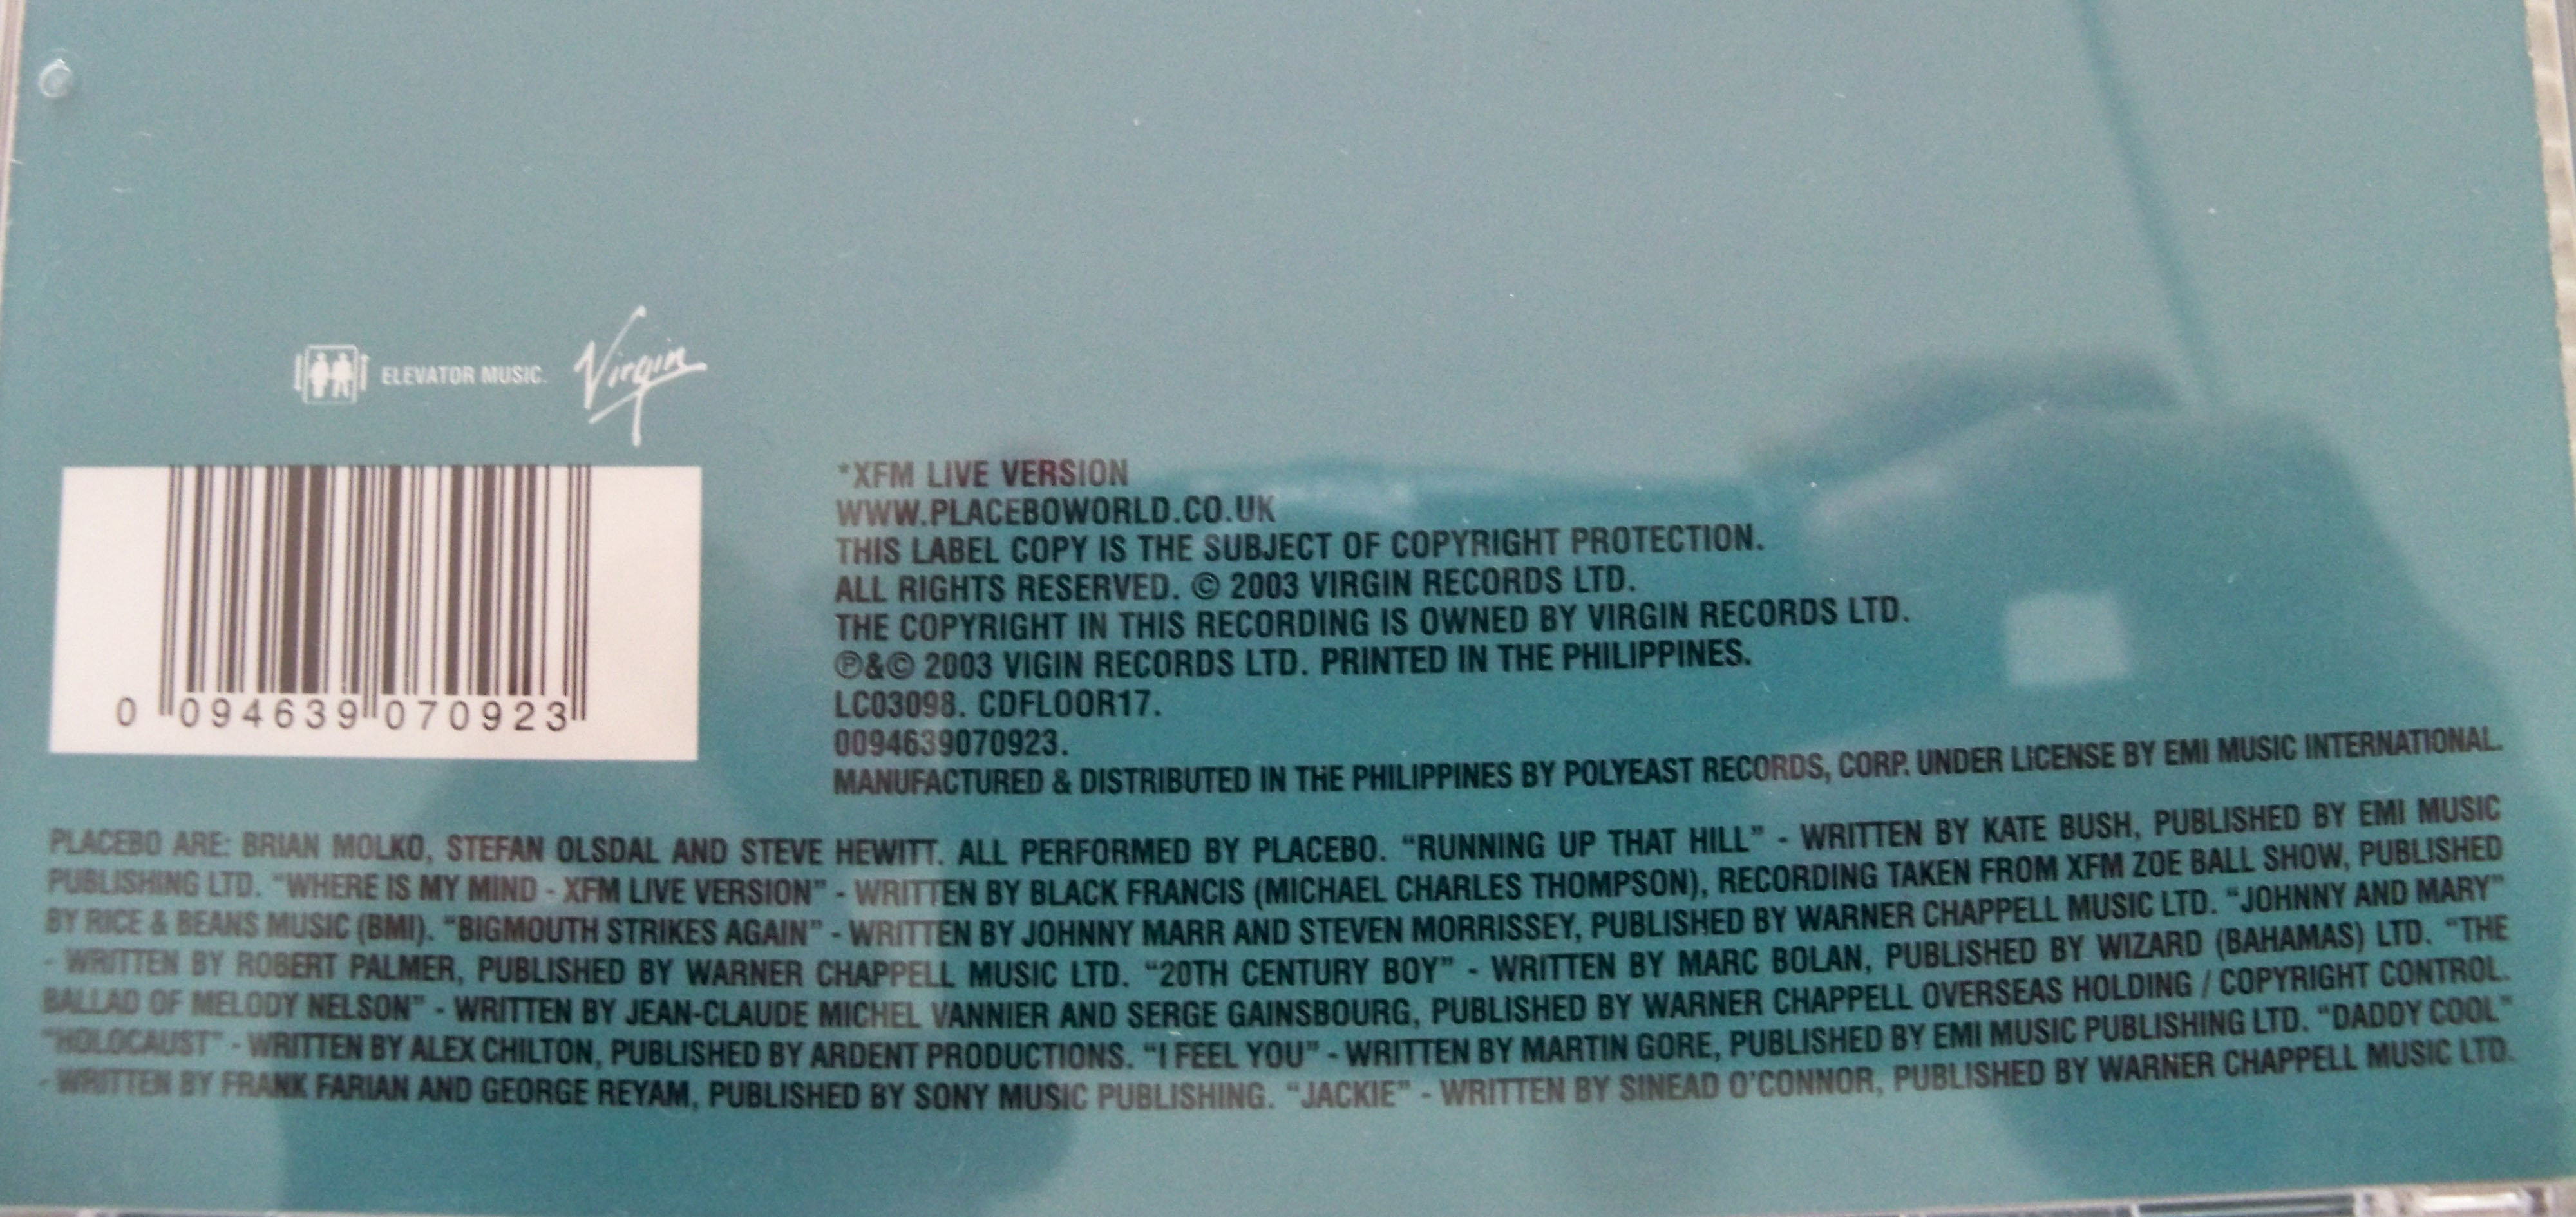 ELEVATOR MUSIC. Virgin
0 094639 070923
*XFM LIVE VERSION
WWW.PLACEBOWORLD.CO.UK
THIS LABEL COPY IS THE SUBJECT OF COPYRIGHT PROTECTION.
ALL RIGHTS RESERVED. © 2003 VIRGIN RECORDS LTD.
THE COPYRIGHT IN THIS RECORDING IS OWNED BY VIRGIN RECORDS LTD.
℗&© 2003 VIGIN RECORDS LTD. PRINTED IN THE PHILIPPINES.
LC03098. CDFLOOR17.
0094639070923.
MANUFACTURED & DISTRIBUTED IN THE PHILIPPINES BY POLYEAST RECORDS, CORP. UNDER LICENSE BY EMI MUSIC INTERNATIONAL.
PLACEBO ARE: BRIAN MOLKO, STEFAN OLSDAL AND STEVE HEWITT. ALL PERFORMED BY PLACEBO. "RUNNING UP THAT HILL" - WRITTEN BY KATE BUSH, PUBLISHED BY EMI MUSIC
PUBLISHING LTD. "WHERE IS MY MIND - XFM LIVE VERSION" - WRITTEN BY BLACK FRANCIS (MICHAEL CHARLES THOMPSON), RECORDING TAKEN FROM XFM ZOE BALL SHOW, PUBLISHED
BY RICE & BEANS MUSIC (BMI). "BIGMOUTH STRIKES AGAIN" - WRITTEN BY JOHNNY MARR AND STEVEN MORRISSEY, PUBLISHED BY WARNER CHAPPELL MUSIC LTD. "JOHNNY AND MARY"
- WRITTEN BY ROBERT PALMER, PUBLISHED BY WARNER CHAPPELL MUSIC LTD. "20TH CENTURY BOY" - WRITTEN BY MARC BOLAN, PUBLISHED BY WIZARD (BAHAMAS) LTD. "THE
BALLAD OF MELODY NELSON" - WRITTEN BY JEAN-CLAUDE MICHEL VANNIER AND SERGE GAINSBOURG, PUBLISHED BY WARNER CHAPPELL OVERSEAS HOLDING / COPYRIGHT CONTROL.
"HOLOCAUST" - WRITTEN BY ALEX CHILTON, PUBLISHED BY ARDENT PRODUCTIONS. "I FEEL YOU" - WRITTEN BY MARTIN GORE, PUBLISHED BY EMI MUSIC PUBLISHING LTD. "DADDY COOL"
- WRITTEN BY FRANK FARIAN AND GEORGE REYAM, PUBLISHED BY SONY MUSIC PUBLISHING. "JACKIE" - WRITTEN BY SINEAD O'CONNOR, PUBLISHED BY WARNER CHAPPELL MUSIC LTD.